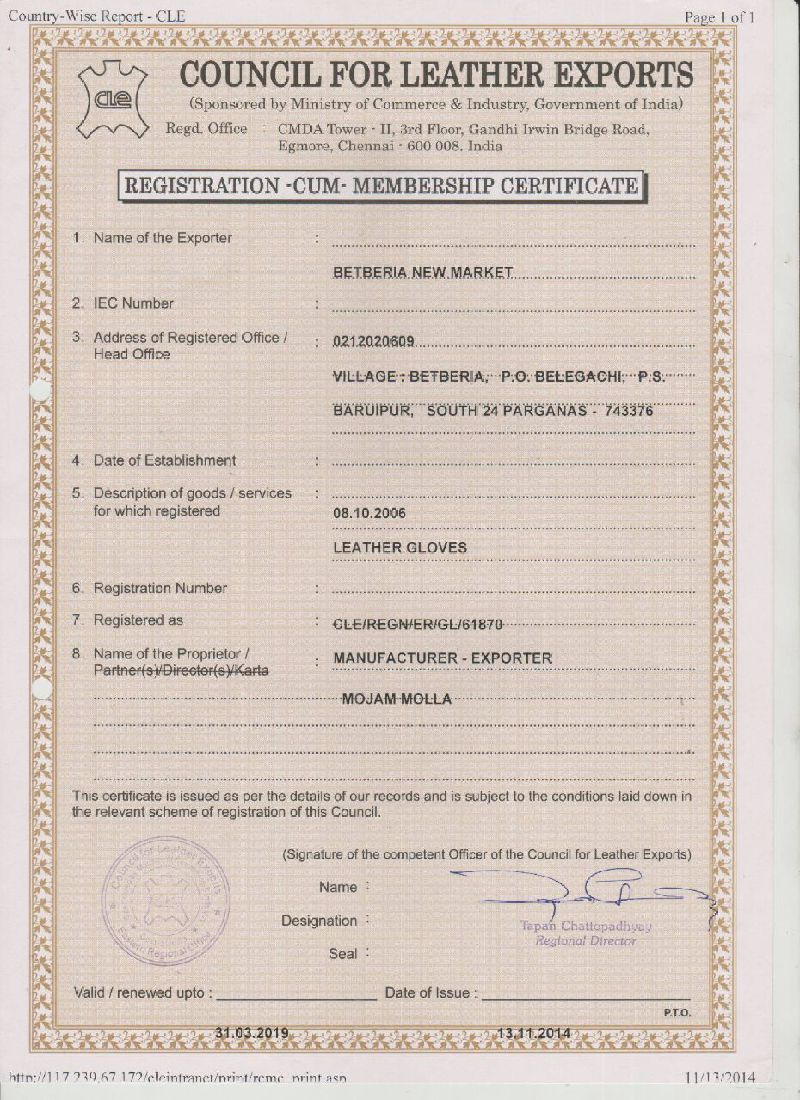 Country-Wise Report - CLE Page 1 of 1
cle
COUNCIL FOR LEATHER EXPORTS
(Sponsored by Ministry of Commerce & Industry, Government of India)
Regd. Office : CMDA Tower - II, 3rd Floor, Gandhi Irwin Bridge Road,
Egmore, Chennai - 600 008. India
REGISTRATION -CUM- MEMBERSHIP CERTIFICATE
1. Name of the Exporter :
BETBERIA NEW MARKET
2. IEC Number :
3. Address of Registered Office / : 0212020609
Head Office
VILLAGE : BETBERIA, P.O. BELEGACHI, P.S.
BARUIPUR, SOUTH 24 PARGANAS - 743376
4. Date of Establishment :
5. Description of goods / services :
for which registered 08.10.2006
LEATHER GLOVES
6. Registration Number :
7. Registered as : CLE/REGN/ER/GL/61870
8. Name of the Proprietor / : MANUFACTURER - EXPORTER
Partner(s)/Director(s)/Karta
MOJAM MOLLA
This certificate is issued as per the details of our records and is subject to the conditions laid down in
the relevant scheme of registration of this Council.
(Signature of the competent Officer of the Council for Leather Exports)
Name :
Designation :
Tapan Chattopadhyay
Regional Director
Seal :
Council for Leather Exports
Regional Office
Valid / renewed upto : Date of Issue :
P.T.O.
31.03.2019 13.11.2014
http://117.239.67.172/cleintranet/print/rcmc_print.asp 11/13/2014